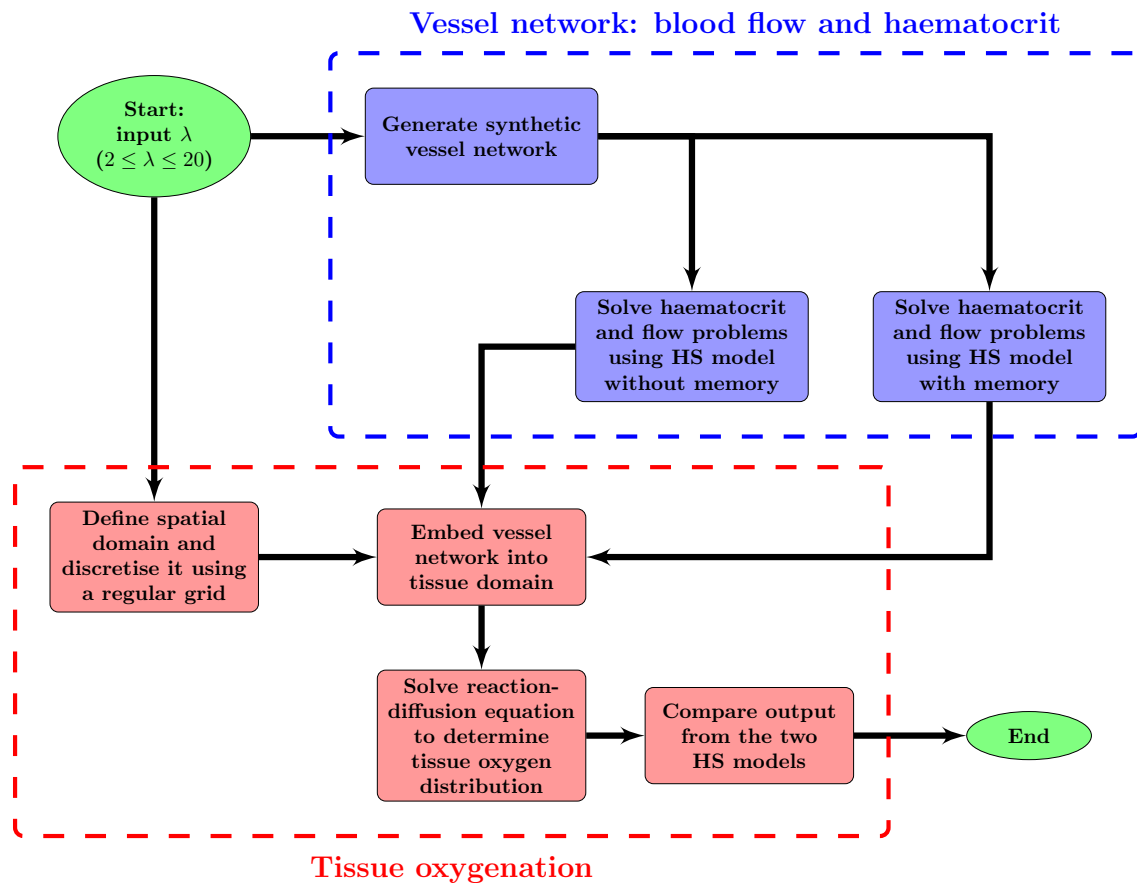 Vessel network: blood flow and haematocrit
Start:
input λ
(2 ≤ λ ≤ 20)
Generate synthetic
vessel network
Solve haematocrit
and flow problems
using HS model
without memory
Solve haematocrit
and flow problems
using HS model
with memory
Define spatial
domain and
discretise it using
a regular grid
Embed vessel
network into
tissue domain
Solve reaction-
diffusion equation
to determine
tissue oxygen
distribution
Compare output
from the two
HS models
End
Tissue oxygenation